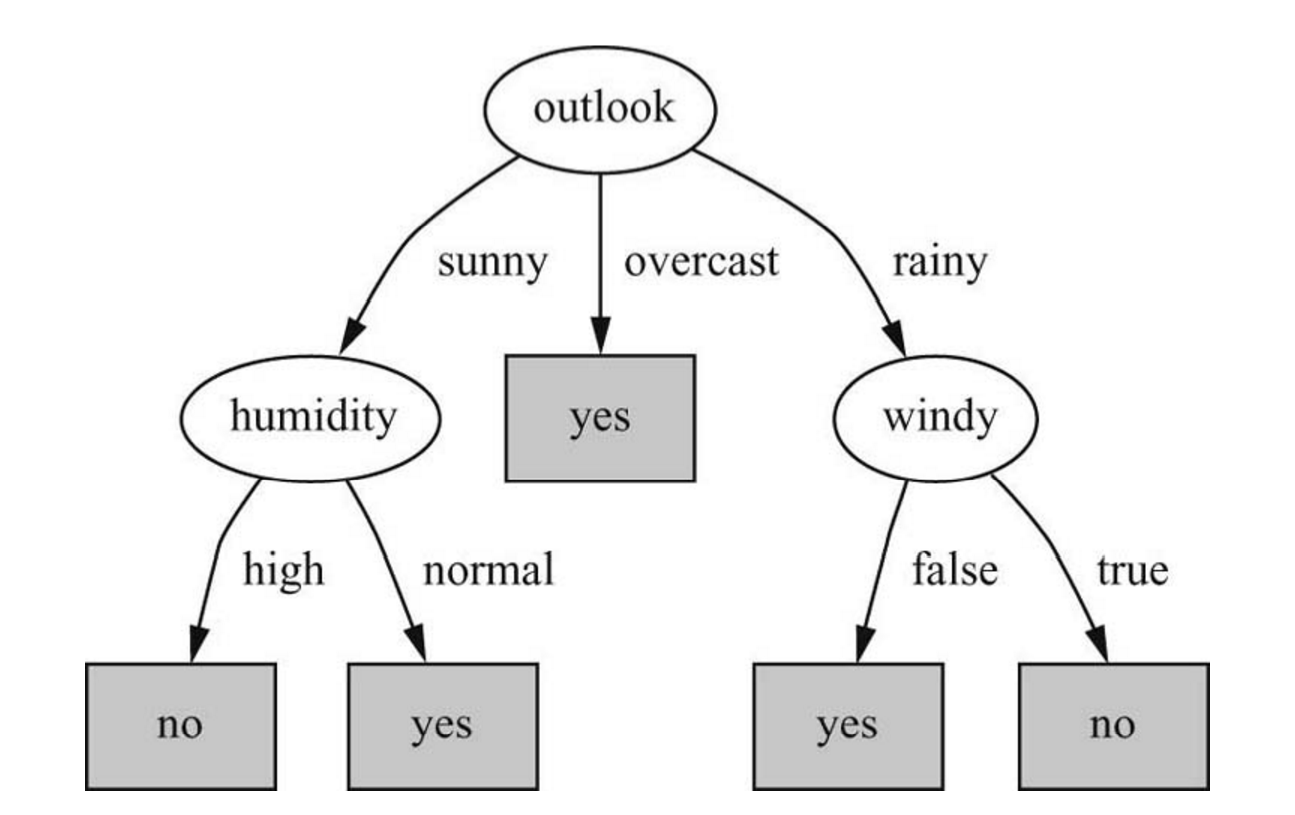 outlook
sunny overcast rainy
humidity yes windy
high normal false true
no yes yes no